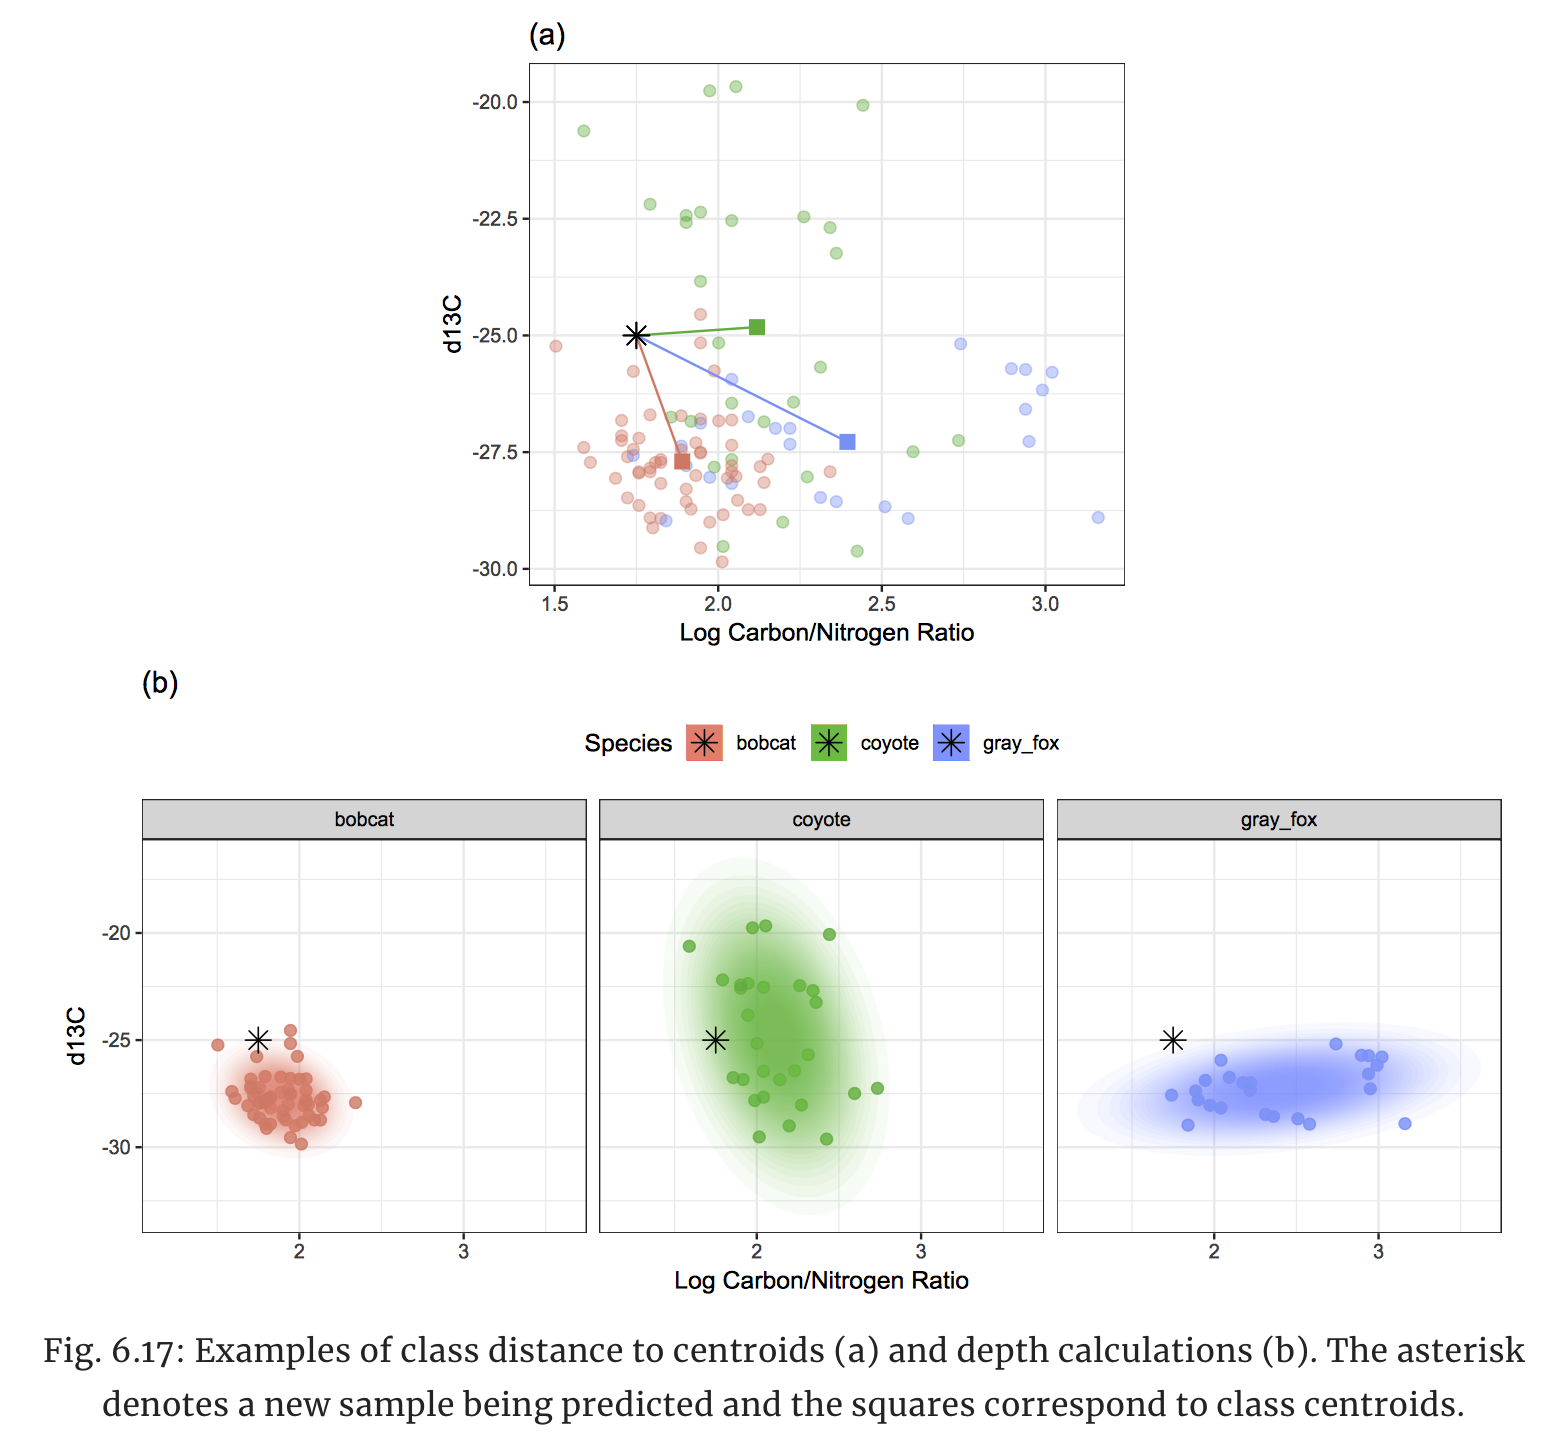 (a)
d13C
-20.0
-22.5
-25.0
-27.5
-30.0
1.5 2.0 2.5 3.0
Log Carbon/Nitrogen Ratio
(b)
Species bobcat coyote gray_fox
bobcat coyote gray_fox
d13C
-20
-25
-30
2 3 2 3 2 3
Log Carbon/Nitrogen Ratio
Fig. 6.17: Examples of class distance to centroids (a) and depth calculations (b). The asterisk
denotes a new sample being predicted and the squares correspond to class centroids.